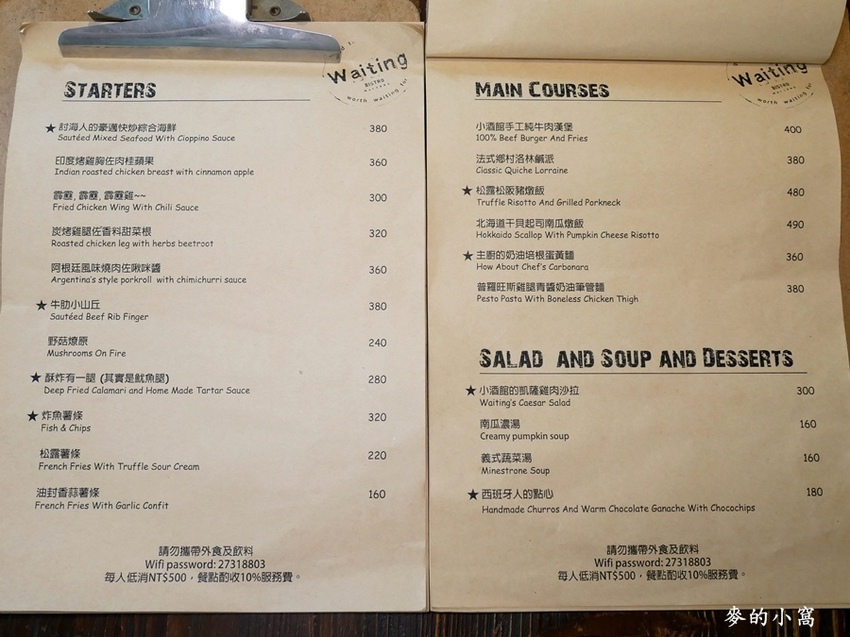 Waiting
BISTRO
worth waiting for
STARTERS
★ 討海人的豪邁快炒綜合海鮮 380
Sautéed Mixed Seafood With Cioppino Sauce
印度烤雞胸佐肉桂蘋果 360
Indian roasted chicken breast with cinnamon apple
霹靂, 霹靂, 霹靂雞~~ 300
Fried Chicken Wing With Chili Sauce
炭烤雞腿佐香料甜菜根 320
Roasted chicken leg with herbs beetroot
阿根廷風味燒肉佐啾咪醬 360
Argentina's style porkroll with chimichurri sauce
★ 牛肋小山丘 380
Sautéed Beef Rib Finger
野菇燎原 240
Mushrooms On Fire
★ 酥炸有一腿 (其實是魷魚腿) 280
Deep Fried Calamari and Home Made Tartar Sauce
★ 炸魚薯條 320
Fish & Chips
松露薯條 220
French Fries With Truffle Sour Cream
油封香蒜薯條 160
French Fries With Garlic Confit
請勿攜帶外食及飲料
Wifi password: 27318803
每人低消NT$500，餐點酌收10%服務費。
Waiting
BISTRO
worth waiting for
MAIN COURSES
小酒館手工純牛肉漢堡 400
100% Beef Burger And Fries
法式鄉村洛林鹹派 380
Classic Quiche Lorraine
★ 松露松阪豬燉飯 480
Truffle Risotto And Grilled Porkneck
北海道干貝起司南瓜燉飯 490
Hokkaido Scallop With Pumpkin Cheese Risotto
★ 主廚的奶油培根蛋黃麵 360
How About Chef's Carbonara
普羅旺斯雞腿青醬奶油筆管麵 380
Pesto Pasta With Boneless Chicken Thigh
SALAD AND SOUP AND DESSERTS
★ 小酒館的凱薩雞肉沙拉 300
Waiting's Caesar Salad
南瓜濃湯 160
Creamy pumpkin soup
義式蔬菜湯 160
Minestrone Soup
★ 西班牙人的點心 180
Handmade Churros And Warm Chocolate Ganache With Chocochips
請勿攜帶外食及飲料
Wifi password: 27318803
每人低消NT$500，餐點酌收10%服務費。
麥的小窩